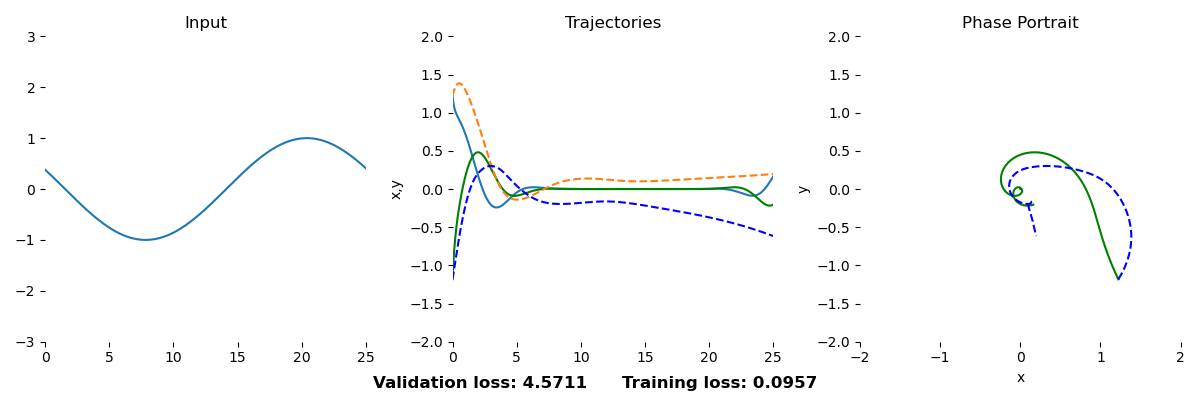 Input
3
2
1
0
−1
−2
−3
0 5 10 15 20 25
Trajectories
x,y
2.0
1.5
1.0
0.5
0.0
−0.5
−1.0
−1.5
−2.0
0 5 10 15 20 25
Phase Portrait
y
2.0
1.5
1.0
0.5
0.0
−0.5
−1.0
−1.5
−2.0
−2 −1 0 1 2
x
Validation loss: 4.5711 Training loss: 0.0957